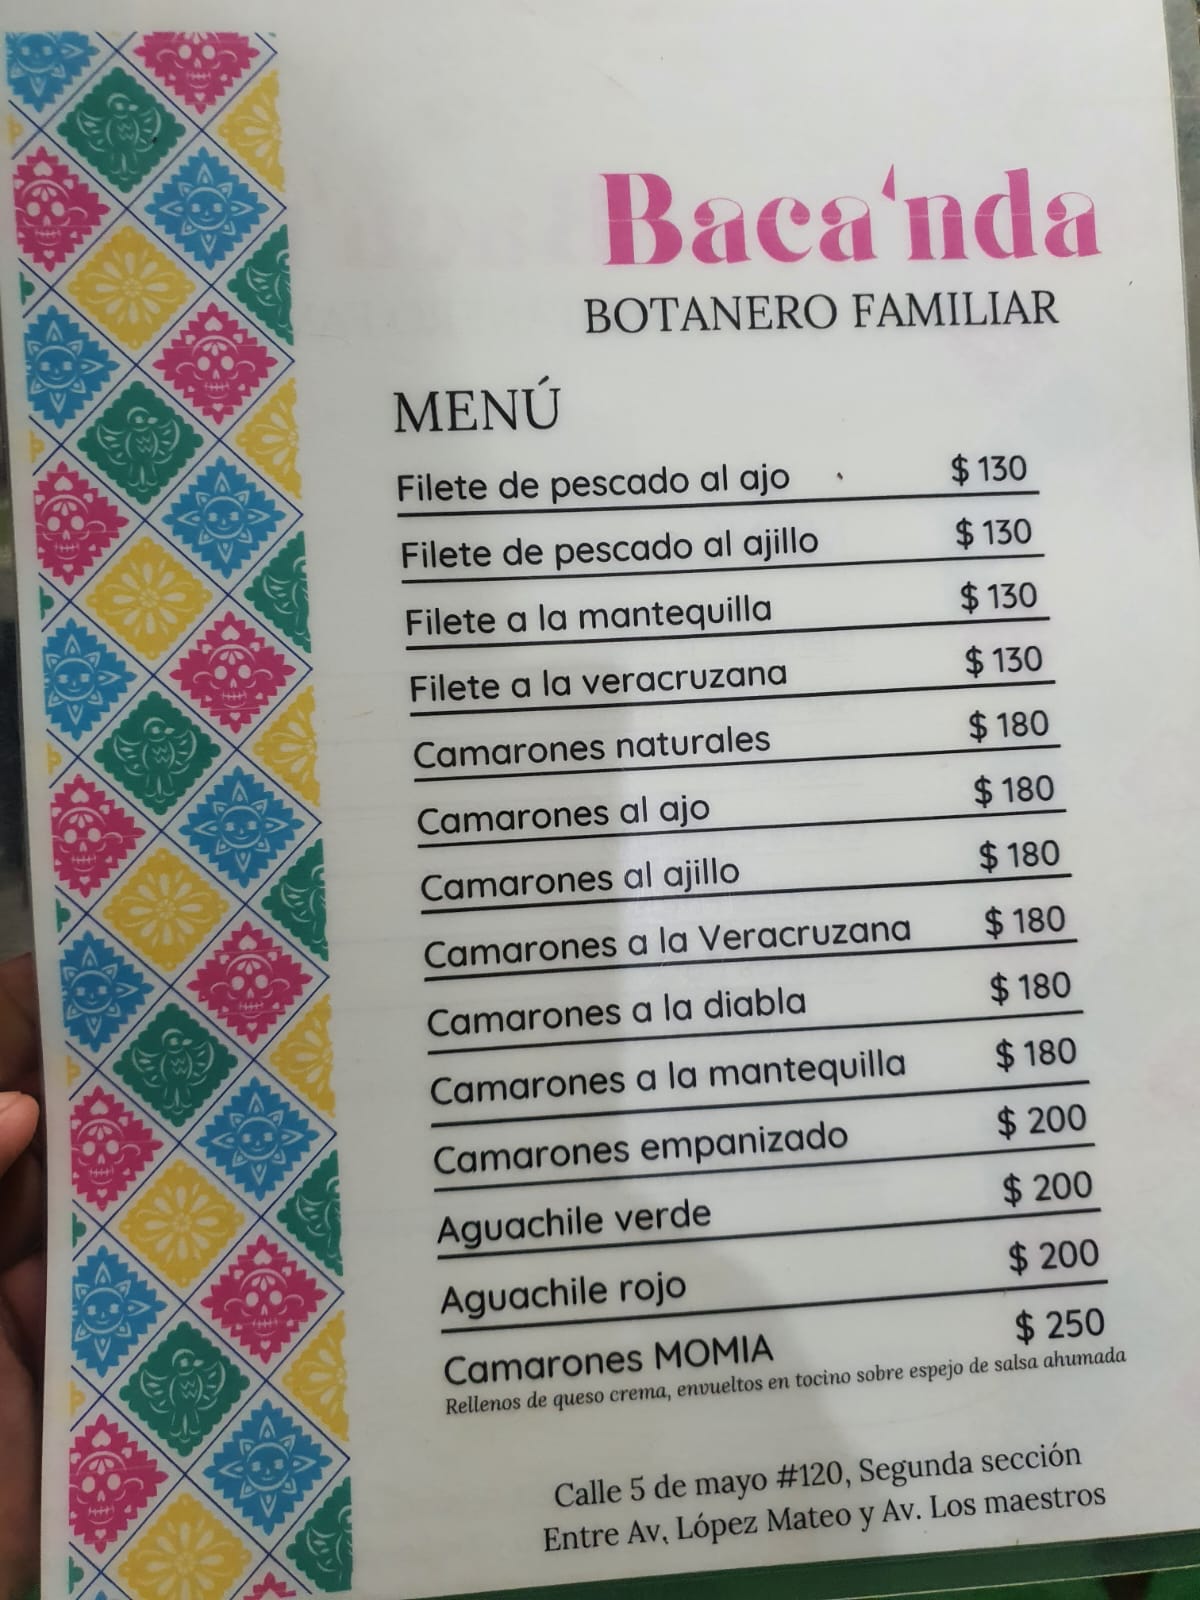 Baca'nda
BOTANERO FAMILIAR
MENÚ
Filete de pescado al ajo $ 130
Filete de pescado al ajillo $ 130
Filete a la mantequilla $ 130
Filete a la veracruzana $ 130
Camarones naturales $ 180
Camarones al ajo $ 180
Camarones al ajillo $ 180
Camarones a la Veracruzana $ 180
Camarones a la diabla $ 180
Camarones a la mantequilla $ 180
Camarones empanizado $ 200
Aguachile verde $ 200
Aguachile rojo $ 200
Camarones MOMIA $ 250
Rellenos de queso crema, envueltos en tocino sobre espejo de salsa ahumada
Calle 5 de mayo #120, Segunda sección
Entre Av, López Mateo y Av. Los maestros